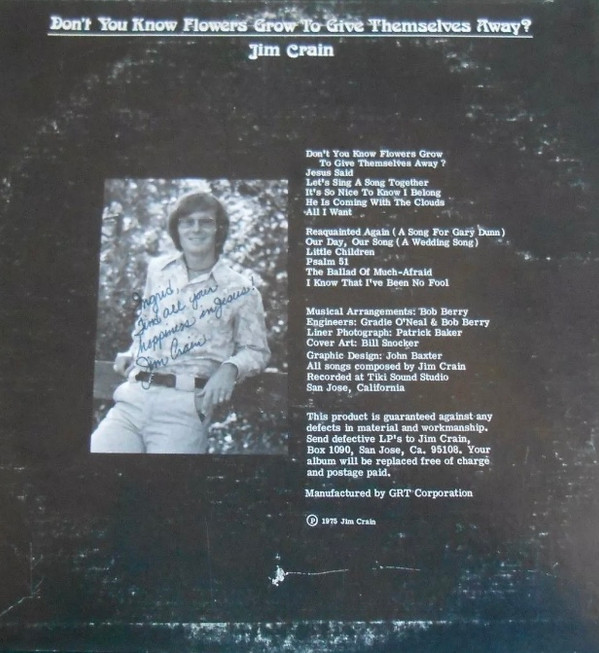 Don't You Know Flowers Grow To Give Themselves Away?
Jim Crain
Don't You Know Flowers Grow
To Give Themselves Away ?
Jesus Said
Let's Sing A Song Together
It's So Nice To Know I Belong
He Is Coming With The Clouds
All I Want
Reaquainted Again ( A Song For Gary Dunn )
Our Day, Our Song ( A Wedding Song )
Little Children
Psalm 51
The Ballad Of Much-Afraid
I Know That I've Been No Fool
Ingrid,
Find all your
happiness in Jesus!
Jim Crain
Musical Arrangements: Bob Berry
Engineers: Gradie O'Neal & Bob Berry
Liner Photograph: Patrick Baker
Cover Art: Bill Snocker
Graphic Design: John Baxter
All songs composed by Jim Crain
Recorded at Tiki Sound Studio
San Jose, California
This product is guaranteed against any
defects in material and workmanship.
Send defective LP's to Jim Crain,
Box 1090, San Jose, Ca. 95108. Your
album will be replaced free of charge
and postage paid.
Manufactured by GRT Corporation
Ⓟ 1975 Jim Crain